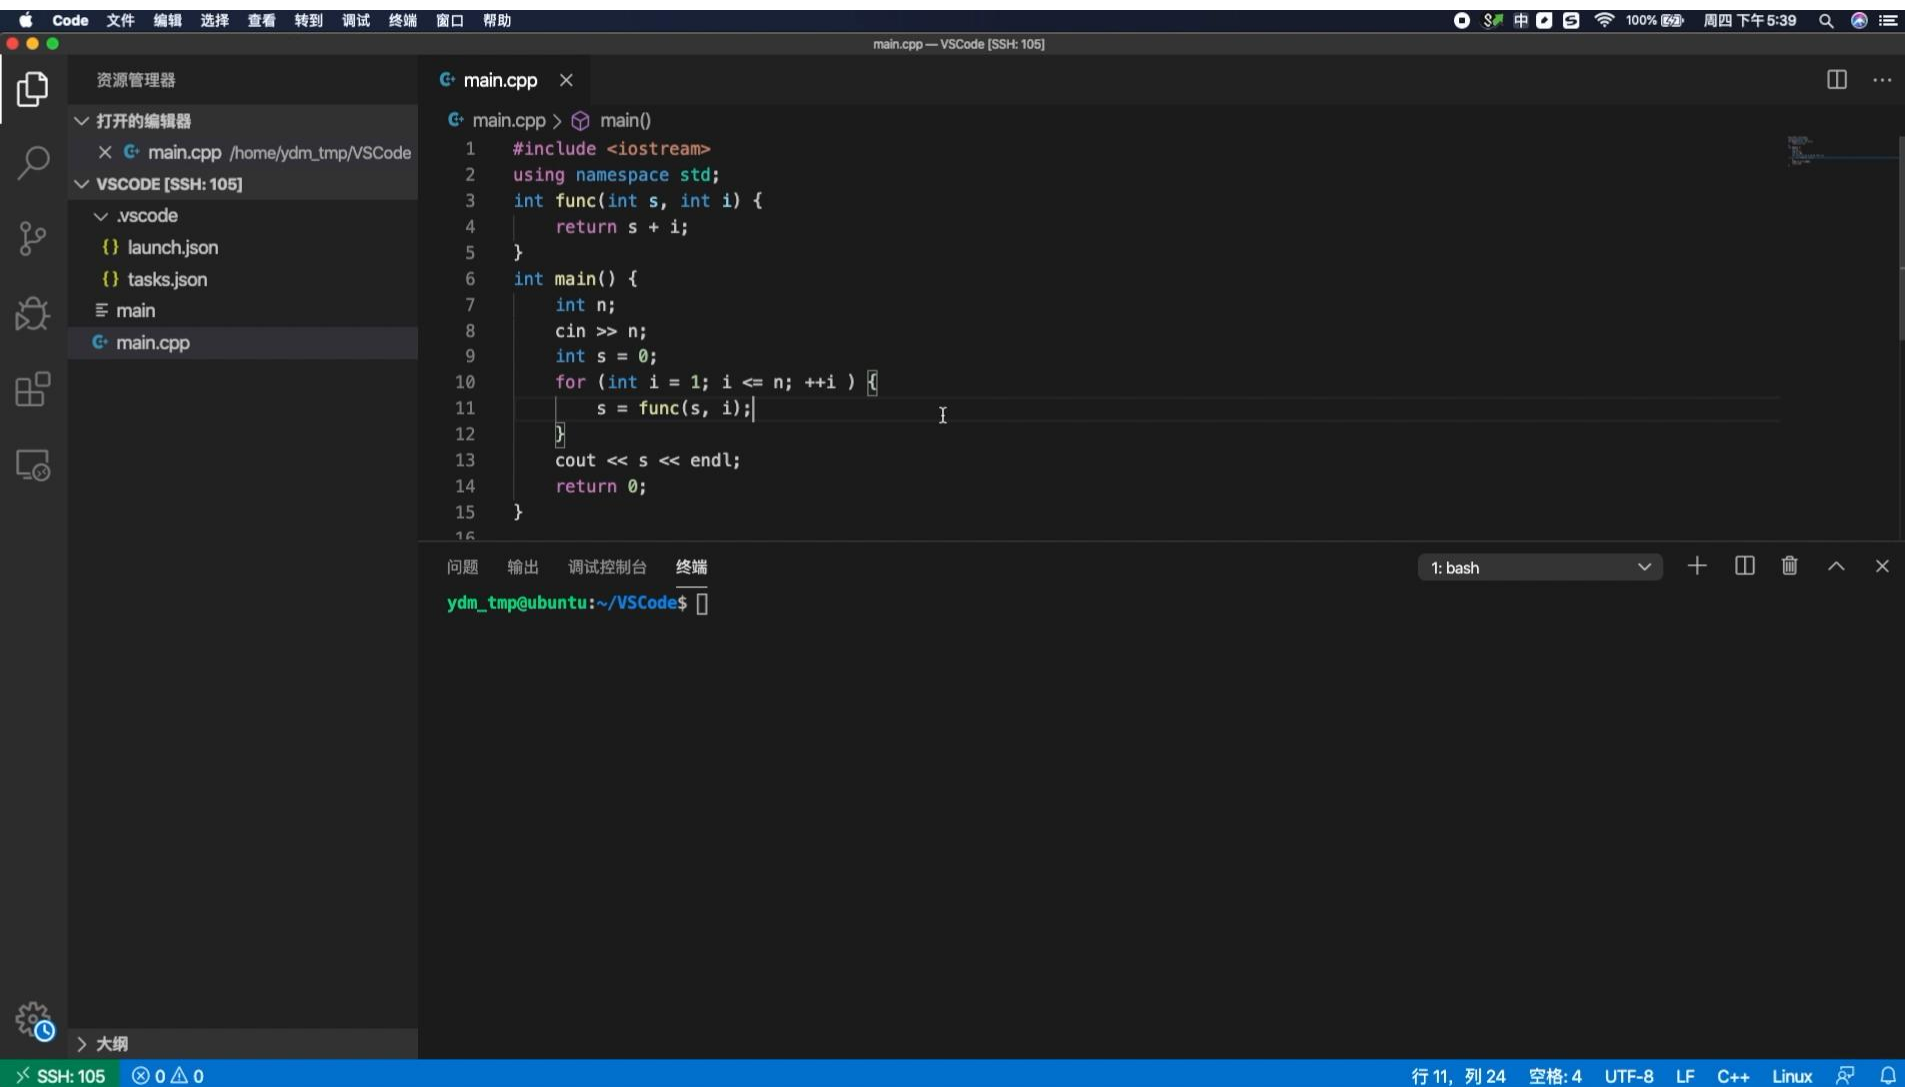 Code 文件 编辑 选择 查看 转到 调试 终端 窗口 帮助
中 100% 周四 下午5:39
main.cpp — VSCode [SSH: 105]
资源管理器
打开的编辑器
main.cpp /home/ydm_tmp/VSCode
VSCODE [SSH: 105]
.vscode
{} launch.json
{} tasks.json
main
main.cpp
大纲
main.cpp
main.cpp > main()
1 #include <iostream>
2 using namespace std;
3 int func(int s, int i) {
4 return s + i;
5 }
6 int main() {
7 int n;
8 cin >> n;
9 int s = 0;
10 for (int i = 1; i <= n; ++i ) {
11 s = func(s, i);
12 }
13 cout << s << endl;
14 return 0;
15 }
16
问题 输出 调试控制台 终端
1: bash
ydm_tmp@ubuntu:~/VSCode$
SSH: 105 0 0
行 11, 列 24 空格: 4 UTF-8 LF C++ Linux